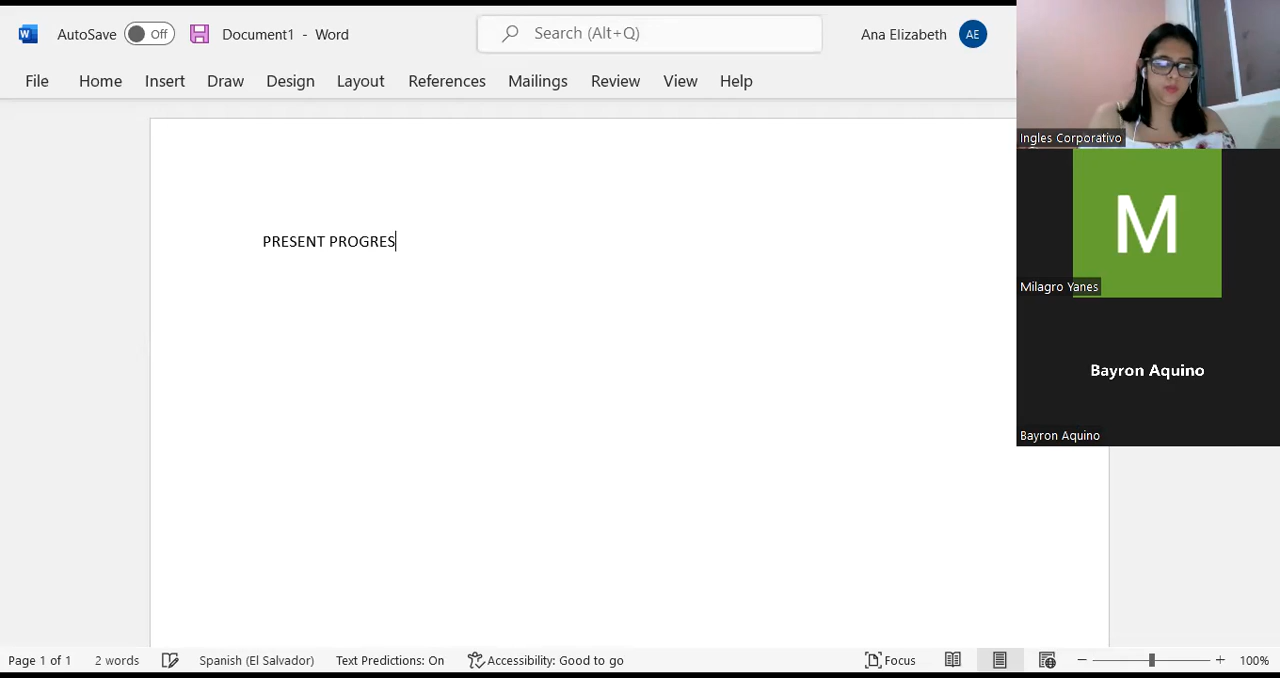 AutoSave Off Document1 - Word Search (Alt+Q) Ana Elizabeth AE
File Home Insert Draw Design Layout References Mailings Review View Help
Ingles Corporativo
M
Milagro Yanes
Bayron Aquino
Bayron Aquino
PRESENT PROGRES
Page 1 of 1 2 words Spanish (El Salvador) Text Predictions: On Accessibility: Good to go Focus 100%